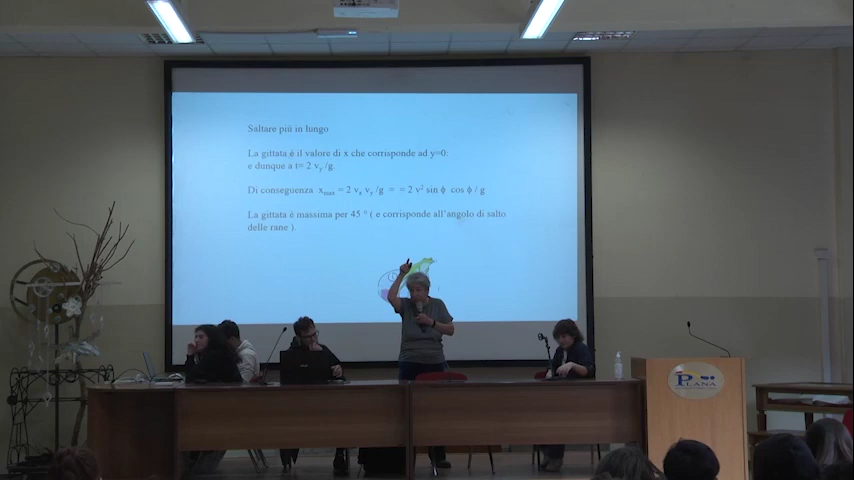 Saltare più in lungo
La gittata è il valore di x che corrisponde ad y=0:
e dunque a t= 2 vy /g.
Di conseguenza xmax = 2 vx vy /g = = 2 v² sin ϕ cos ϕ / g
La gittata è massima per 45 ° ( e corrisponde all'angolo di salto
delle rane ).
PLANA